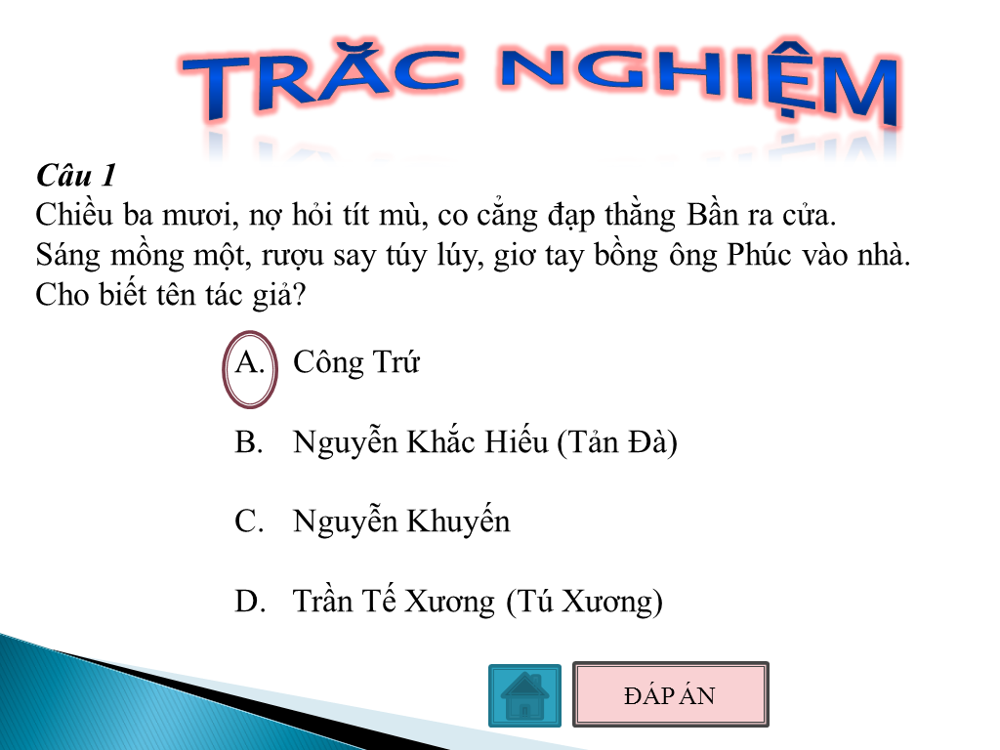 TRẮC NGHIỆM
Câu 1
Chiều ba mươi, nợ hỏi tít mù, co cẳng đạp thằng Bần ra cửa.
Sáng mồng một, rượu say túy lúy, giơ tay bồng ông Phúc vào nhà.
Cho biết tên tác giả?
A. Công Trứ
B. Nguyễn Khắc Hiếu (Tản Đà)
C. Nguyễn Khuyến
D. Trần Tế Xương (Tú Xương)
ĐÁP ÁN